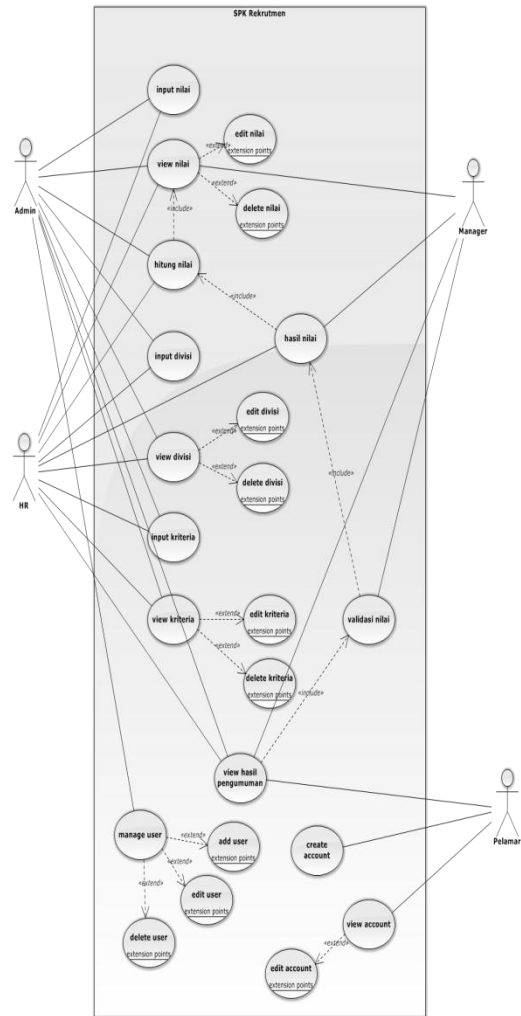 SPK Rekrutmen
input nilai
edit nilai
extension points
«extend»
view nilai
Admin
«extend»
delete nilai
extension points
Manager
«include»
hitung nilai
«include»
hasil nilai
input divisi
edit divisi
extension points
«extend»
view divisi
HR
«extend»
delete divisi
extension points
«include»
input kriteria
edit kriteria
extension points
«extend»
view kriteria
validasi nilai
«extend»
delete kriteria
extension points
«include»
view hasil
pengumuman
Pelamar
manage user
«extend»
add user
extension points
create
account
«extend»
edit user
extension points
«extend»
view account
delete user
extension points
«extend»
edit account
extension points